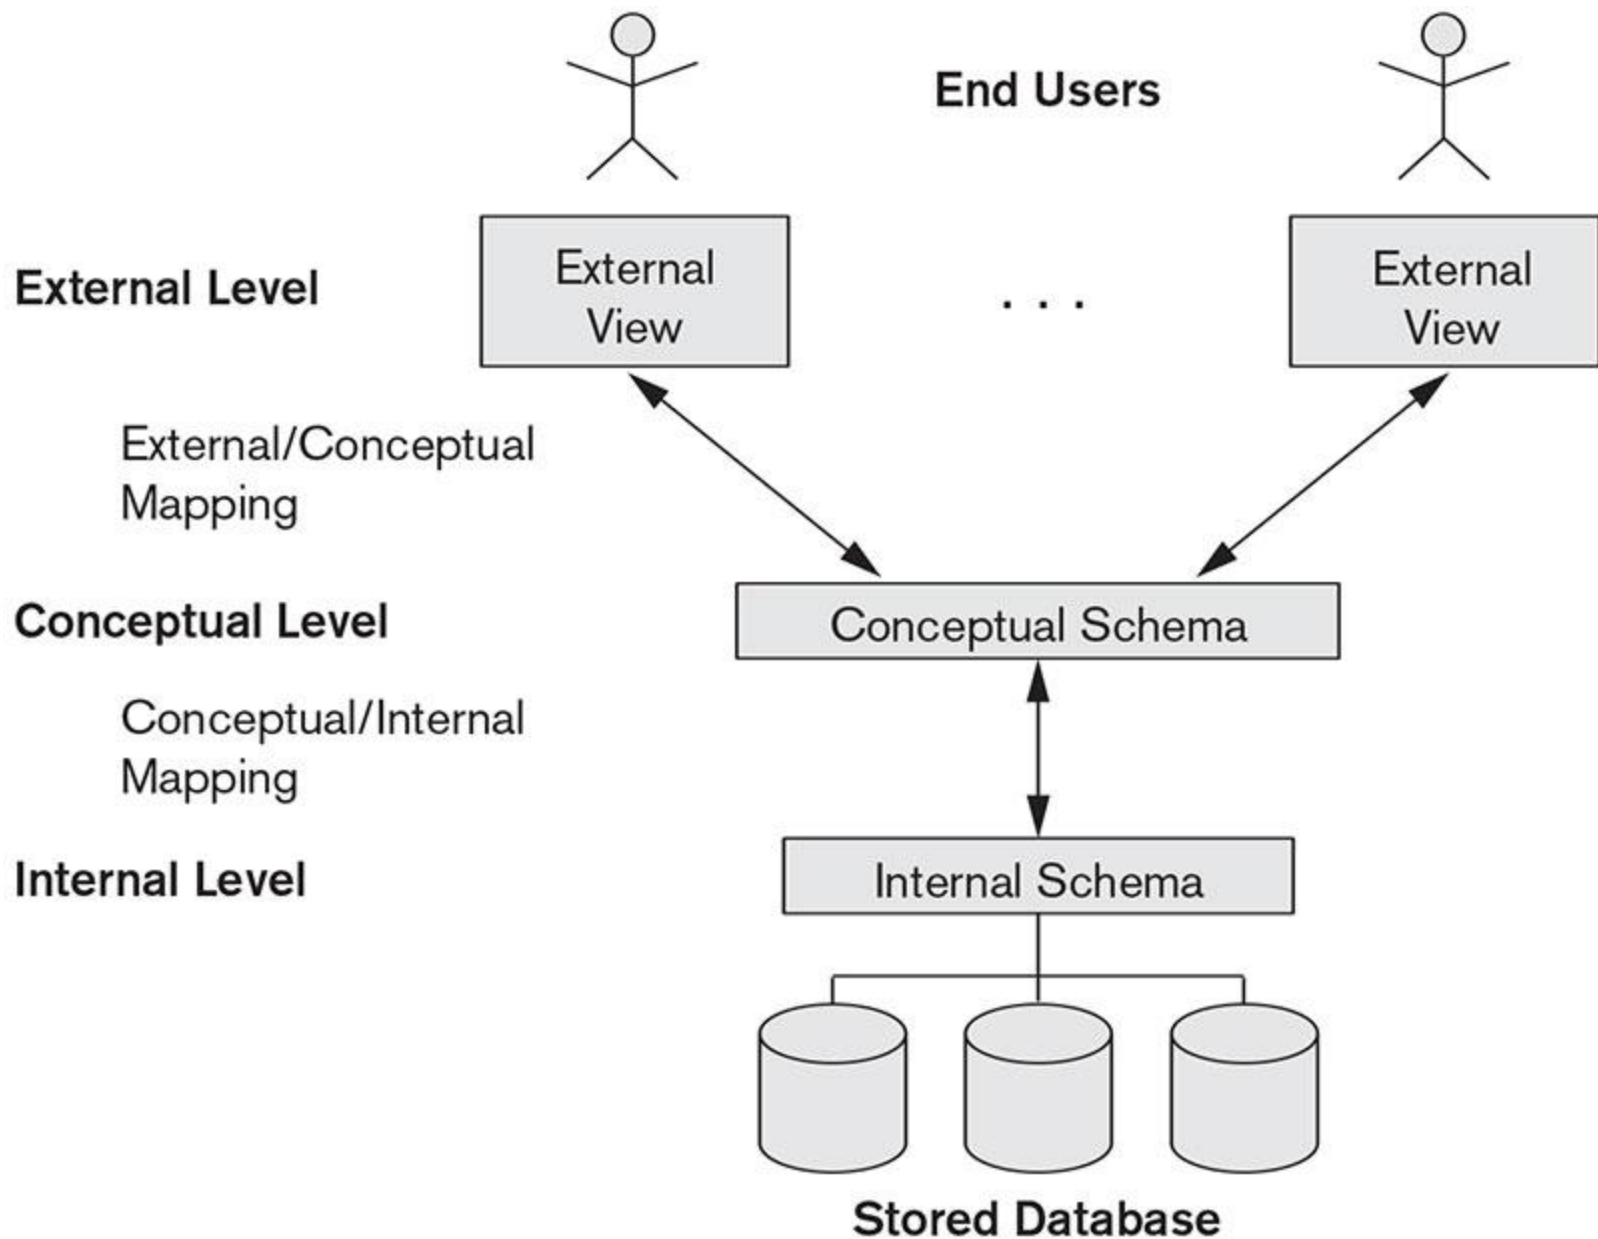 End Users
External Level
External
View
. . .
External
View
External/Conceptual
Mapping
Conceptual Level
Conceptual Schema
Conceptual/Internal
Mapping
Internal Level
Internal Schema
Stored Database